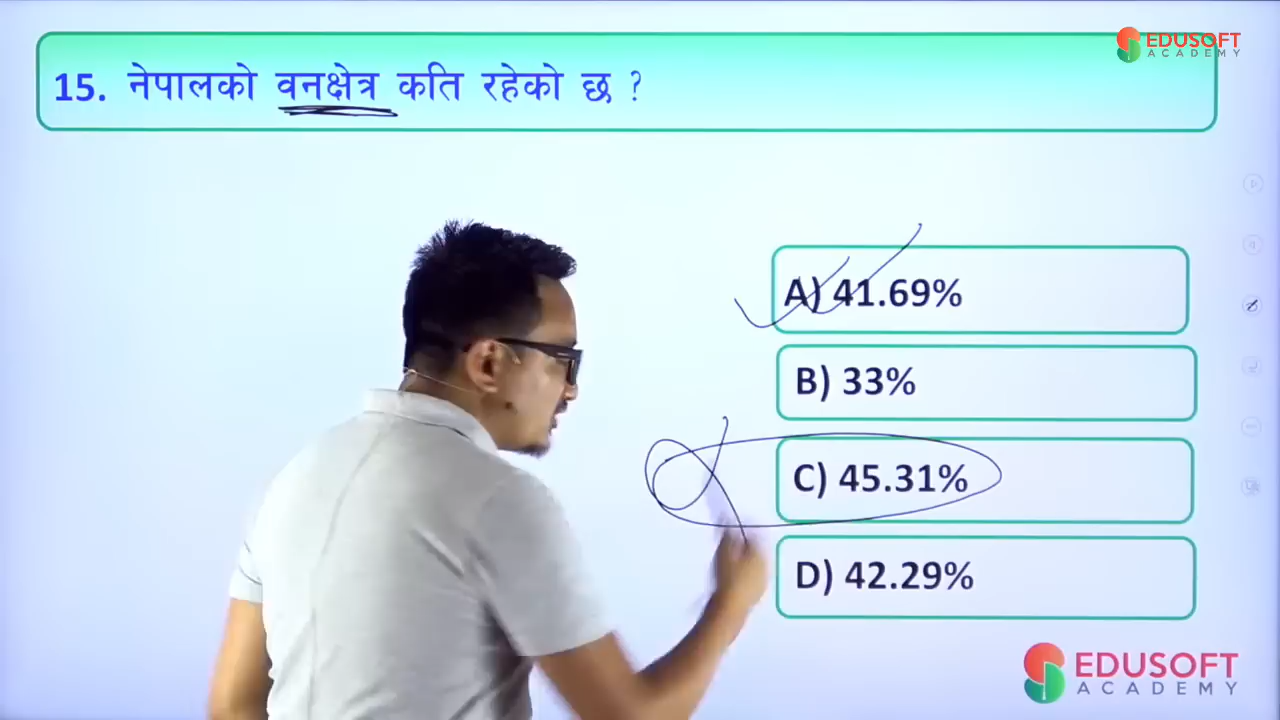 EDUSOFT
ACADEMY
15. नेपालको वनक्षेत्र कति रहेको छ ?
A) 41.69%
B) 33%
C) 45.31%
D) 42.29%
EDUSOFT
ACADEMY